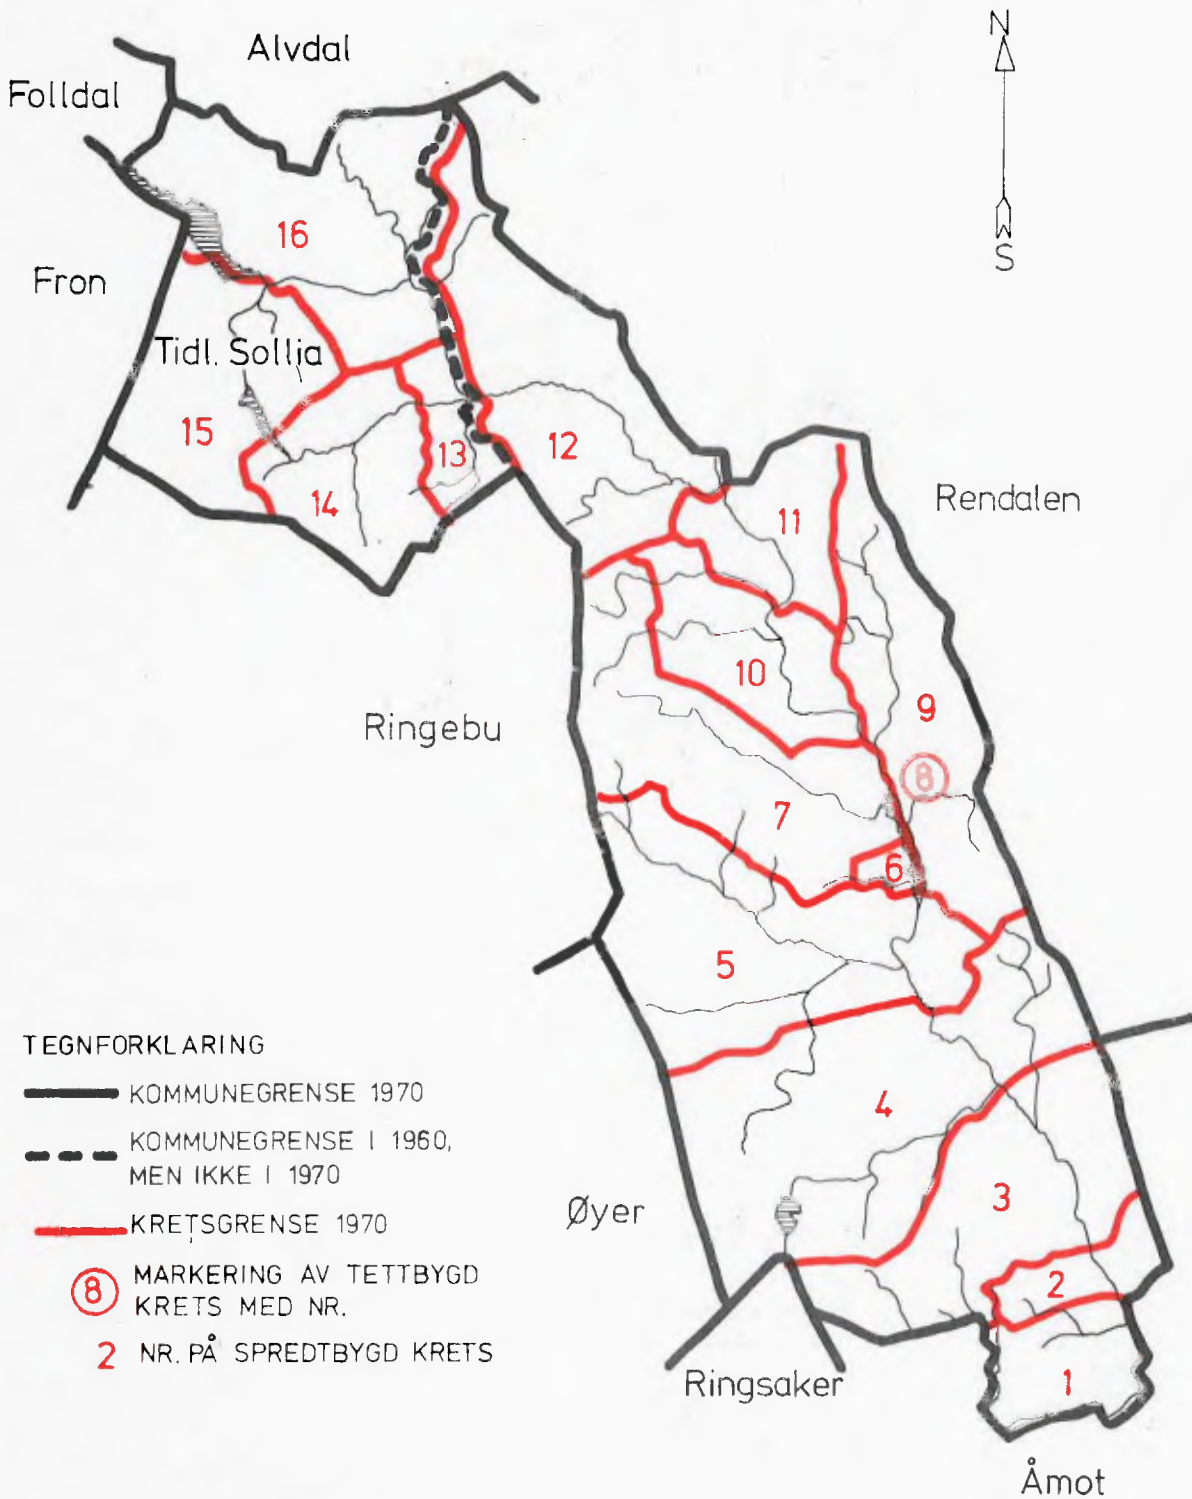 N
S
Alvdal
Folldal
Fron
16
Tidl. Sollia
15
14
13
12
11
Rendalen
10
9
Ringebu
8
7
6
5
4
3
2
1
Øyer
Ringsaker
Åmot
TEGNFORKLARING
KOMMUNEGRENSE 1970
KOMMUNEGRENSE I 1960,
MEN IKKE I 1970
KRETSGRENSE 1970
8 MARKERING AV TETTBYGD
KRETS MED NR.
2 NR. PÅ SPREDTBYGD KRETS